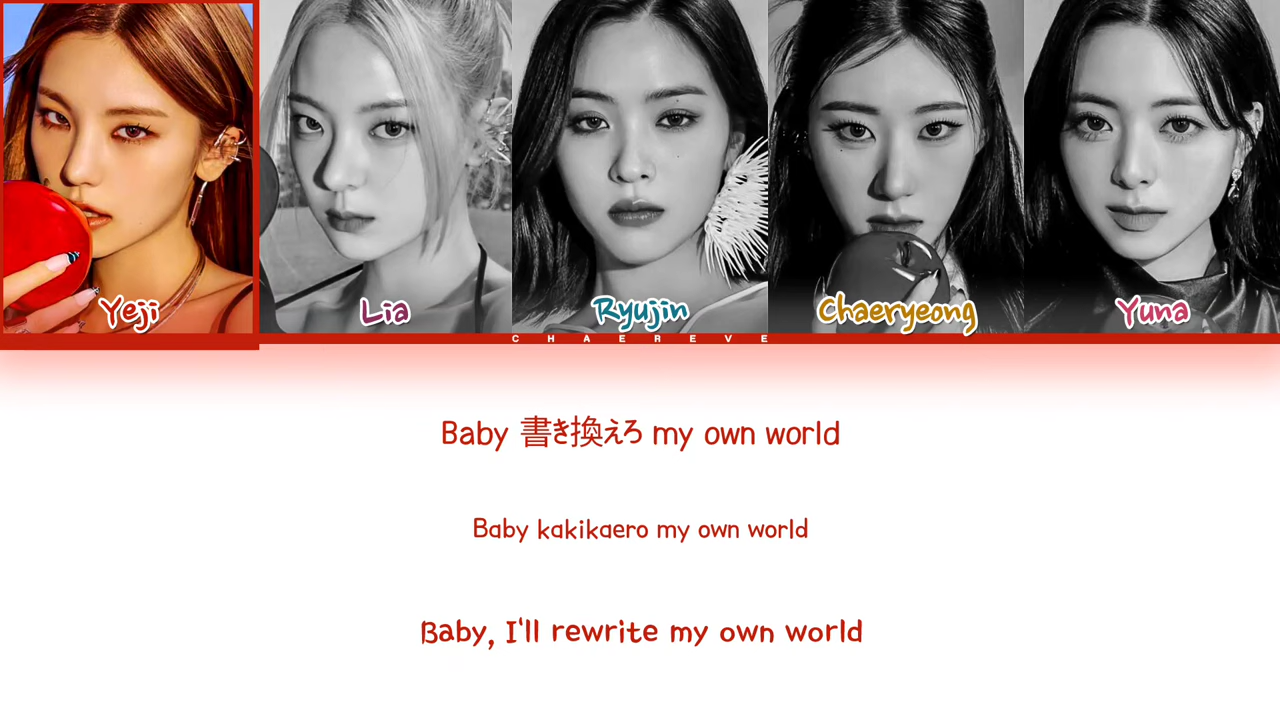 Yeji Lia Ryujin Chaeryeong Yuna
CHAEREVE
Baby 書き換えろ my own world
Baby kakikaero my own world
Baby, I'll rewrite my own world